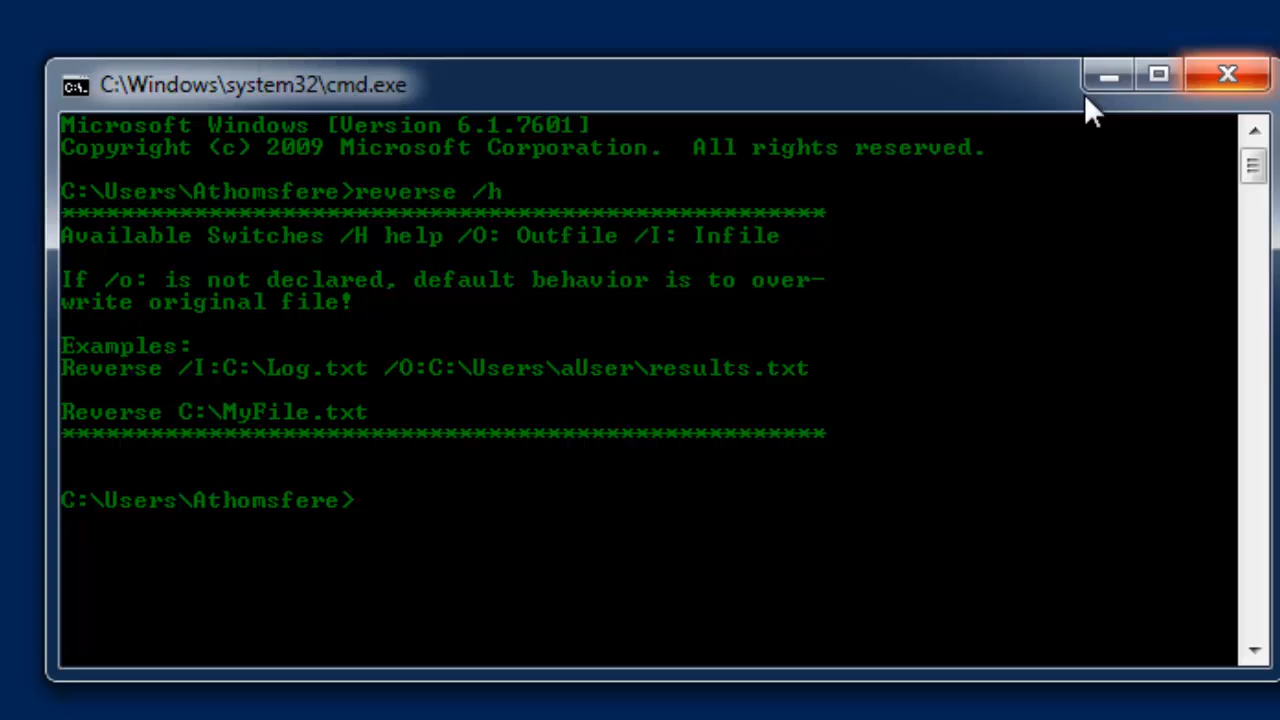 C:\Windows\system32\cmd.exe
Microsoft Windows [Version 6.1.7601]
Copyright (c) 2009 Microsoft Corporation.  All rights reserved.
C:\Users\Athomsfere>reverse /h
****************************************************
Available Switches /H help /O: Outfile /I: Infile
If /o: is not declared, default behavior is to over-
write original file!
Examples:
Reverse /I:C:\Log.txt /O:C:\Users\aUser\results.txt
Reverse C:\MyFile.txt
****************************************************
C:\Users\Athomsfere>